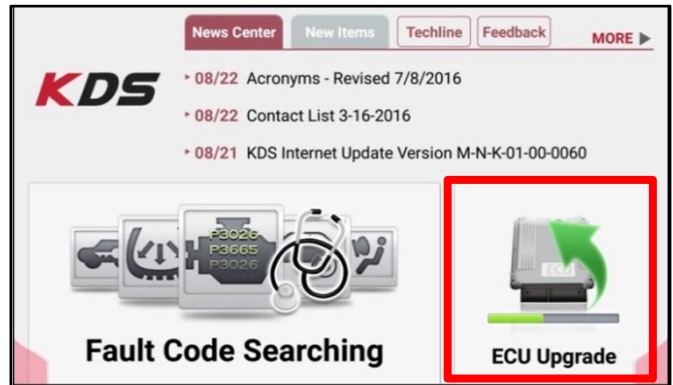 News Center New Items Techline Feedback MORE
KDS
08/22 Acronyms - Revised 7/8/2016
08/22 Contact List 3-16-2016
08/21 KDS Internet Update Version M-N-K-01-00-0060
P3026
P3665
P3026
ECU
Fault Code Searching
ECU Upgrade